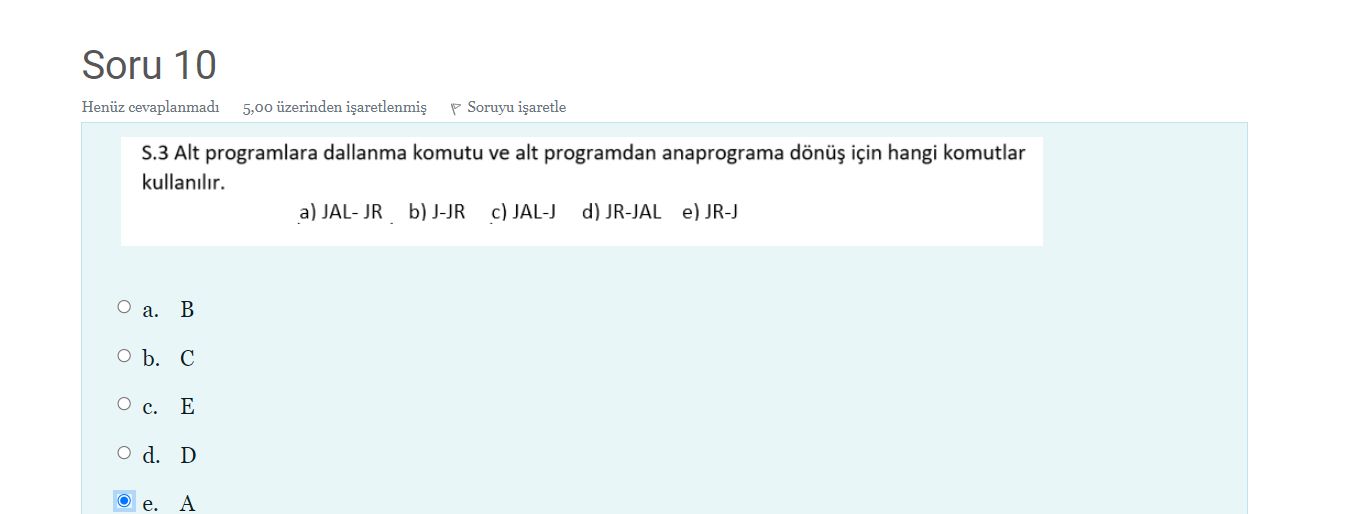 Soru 10
Henüz cevaplanmadı 5,00 üzerinden işaretlenmiş Soruyu işaretle
S.3 Alt programlara dallanma komutu ve alt programdan anaprograma dönüş için hangi komutlar
kullanılır.
a) JAL- JR b) J-JR c) JAL-J d) JR-JAL e) JR-J
a. B
b. C
c. E
d. D
e. A